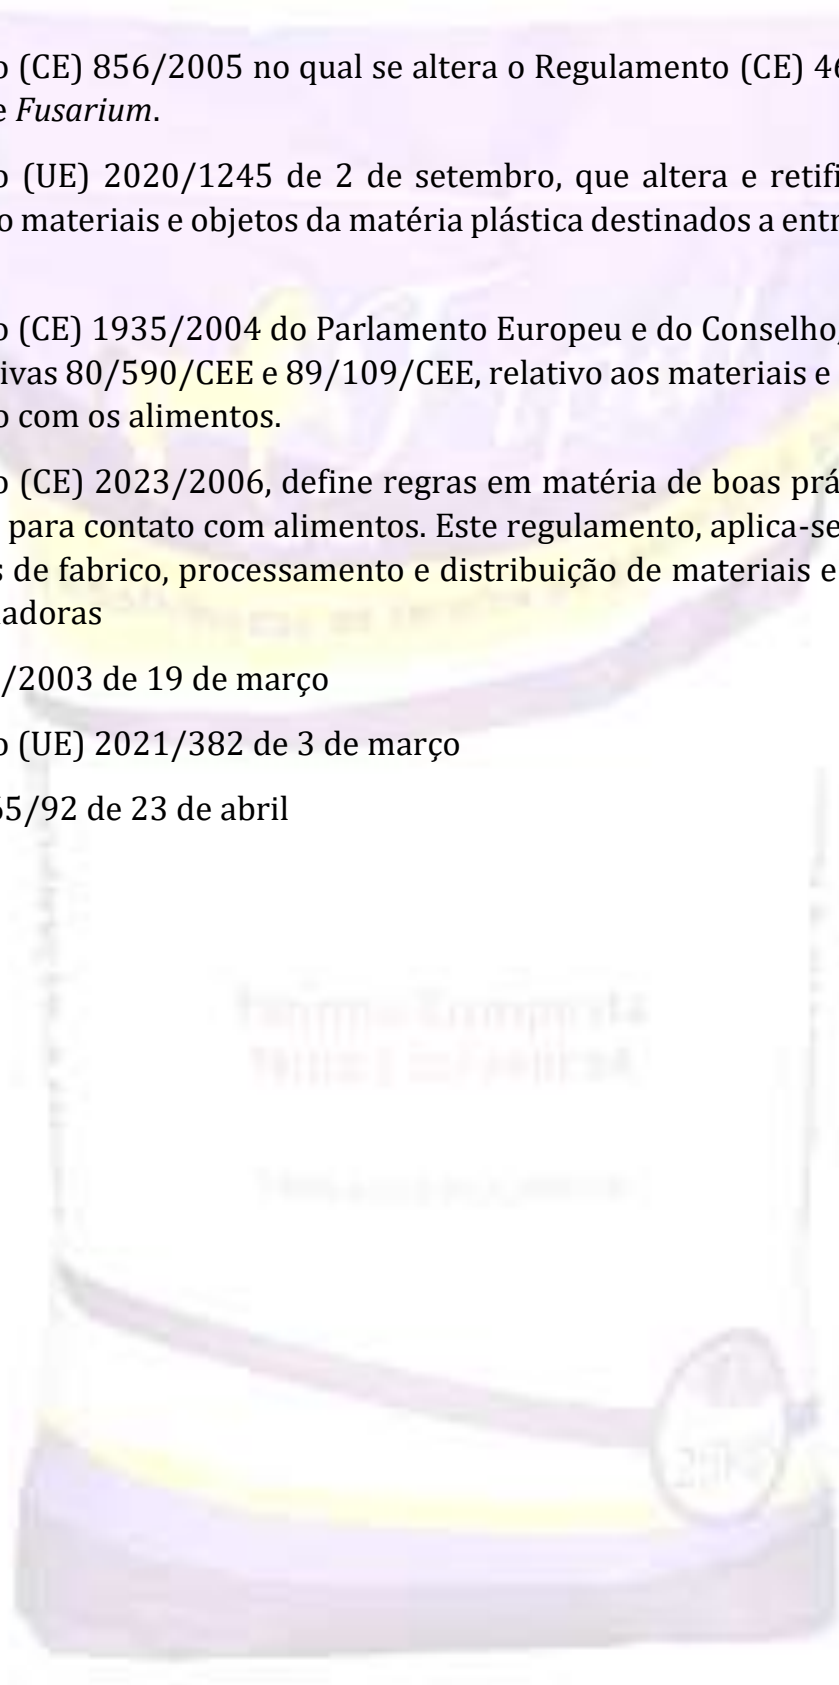 o (CE) 856/2005 no qual se altera o Regulamento (CE) 46
e Fusarium.
o (UE) 2020/1245 de 2 de setembro, que altera e retifi
o materiais e objetos da matéria plástica destinados a entr
o (CE) 1935/2004 do Parlamento Europeu e do Conselho,
ivas 80/590/CEE e 89/109/CEE, relativo aos materiais e
o com os alimentos.
o (CE) 2023/2006, define regras em matéria de boas prá
para contato com alimentos. Este regulamento, aplica-se
s de fabrico, processamento e distribuição de materiais e
adoras
/2003 de 19 de março
o (UE) 2021/382 de 3 de março
65/92 de 23 de abril